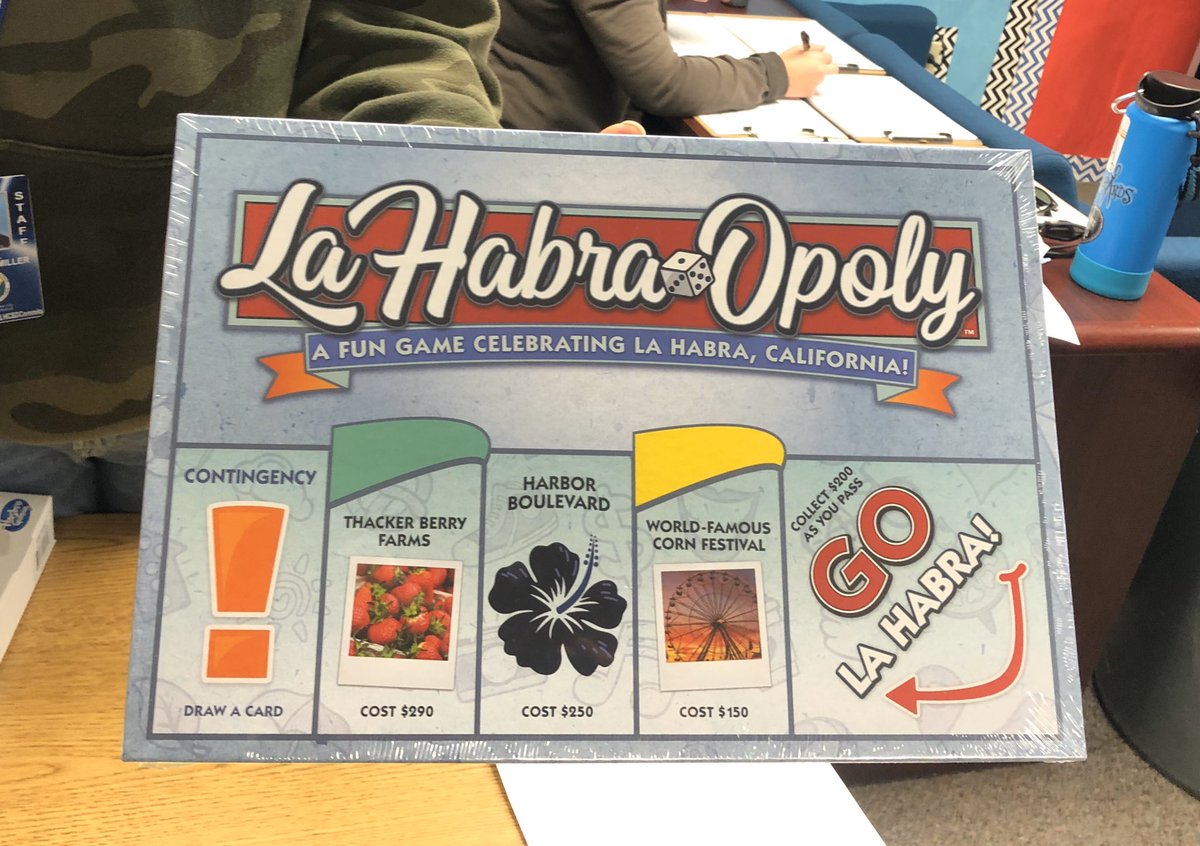 STAFF
La Habra Opoly
™
A FUN GAME CELEBRATING LA HABRA, CALIFORNIA!
CONTINGENCY
DRAW A CARD
THACKER BERRY
FARMS
COST $290
HARBOR
BOULEVARD
COST $250
WORLD-FAMOUS
CORN FESTIVAL
COST $150
COLLECT $200
AS YOU PASS
GO
LA HABRA!